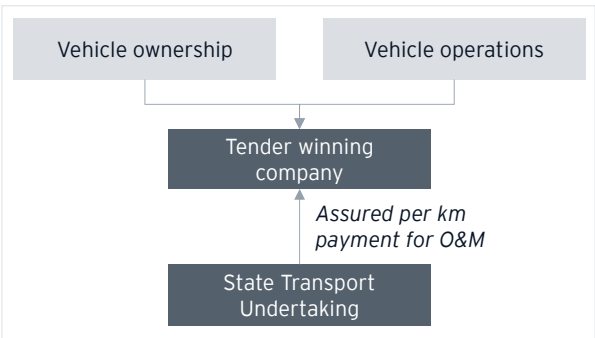 Vehicle ownership
Vehicle operations
Tender winning
company
Assured per km
payment for O&M
State Transport
Undertaking